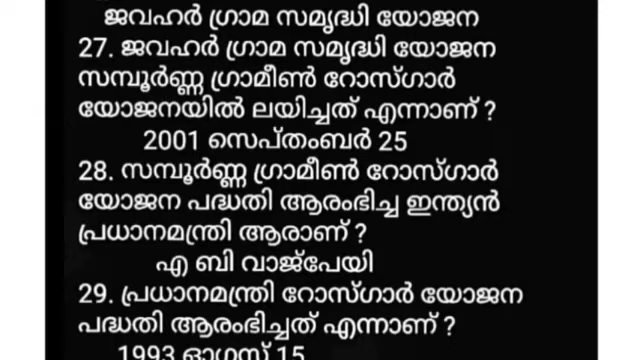 ജവഹർ ഗ്രാമ സമൃദ്ധി യോജന
27. ജവഹർ ഗ്രാമ സമൃദ്ധി യോജന
സമ്പൂർണ്ണ ഗ്രാമീൺ റോസ്ഗാർ
യോജനയിൽ ലയിച്ചത് എന്നാണ് ?
2001 സെപ്തംബർ 25
28. സമ്പൂർണ്ണ ഗ്രാമീൺ റോസ്ഗാർ
യോജന പദ്ധതി ആരംഭിച്ച ഇന്ത്യൻ
പ്രധാനമന്ത്രി ആരാണ് ?
എ ബി വാജ്പേയി
29. പ്രധാനമന്ത്രി റോസ്ഗാർ യോജന
പദ്ധതി ആരംഭിച്ചത് എന്നാണ് ?
1993 ഓഗസ്റ്റ് 15